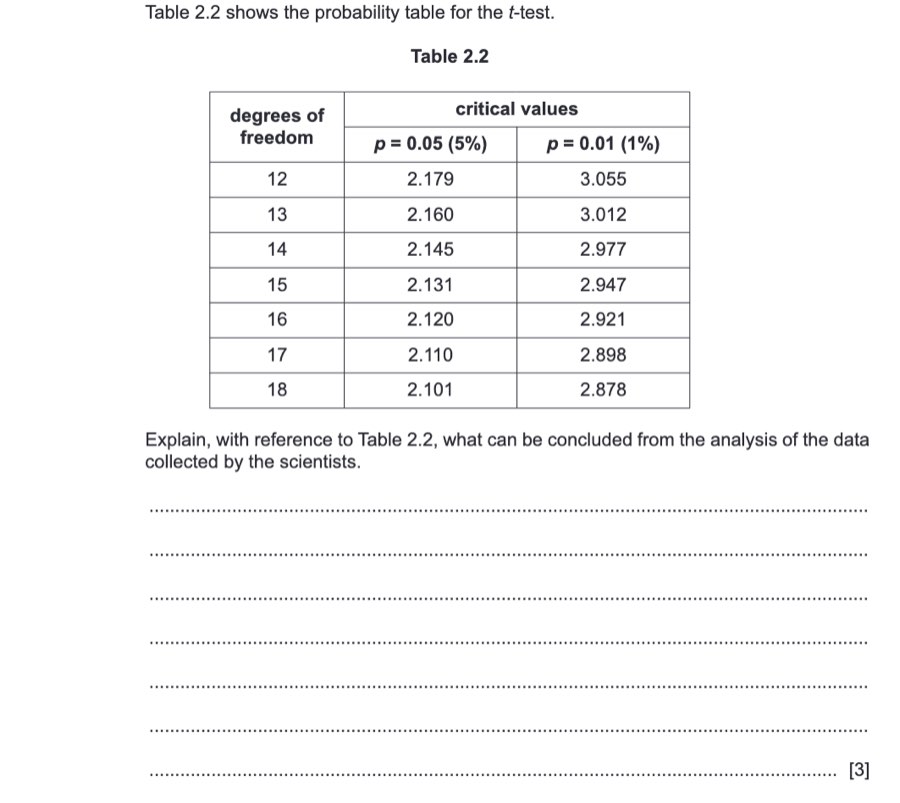 Table 2.2 shows the probability table for the t-test.
Table 2.2
degrees of freedom critical values
p = 0.05 (5%) p = 0.01 (1%)
12 2.179 3.055
13 2.160 3.012
14 2.145 2.977
15 2.131 2.947
16 2.120 2.921
17 2.110 2.898
18 2.101 2.878
Explain, with reference to Table 2.2, what can be concluded from the analysis of the data
collected by the scientists.
[3]